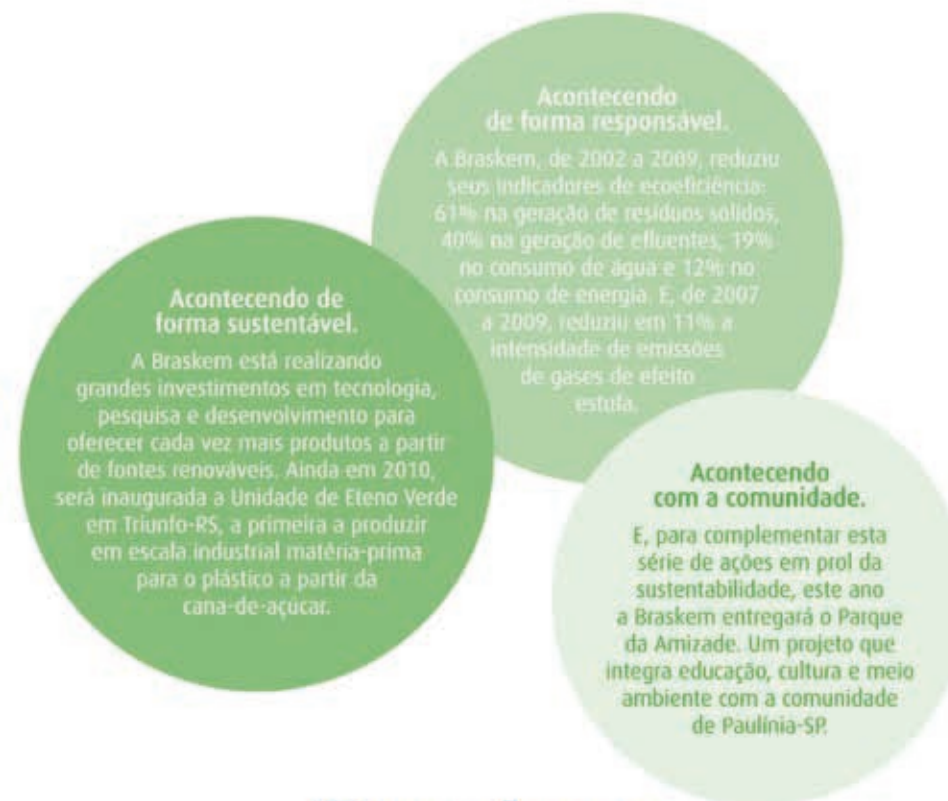 Acontecendo
de forma responsável.
A Braskem, de 2002 a 2009, reduziu
seus indicadores de ecoeficiência:
61% na geração de resíduos sólidos,
40% na geração de efluentes, 19%
no consumo de água e 12% no
consumo de energia. E, de 2007
a 2009, reduziu em 11% a
intensidade de emissões
de gases de efeito
estufa.
Acontecendo de
forma sustentável.
A Braskem está realizando
grandes investimentos em tecnologia,
pesquisa e desenvolvimento para
oferecer cada vez mais produtos a partir
de fontes renováveis. Ainda em 2010,
será inaugurada a Unidade de Eteno Verde
em Triunfo-RS, a primeira a produzir
em escala industrial matéria-prima
para o plástico a partir da
cana-de-açúcar.
Acontecendo
com a comunidade.
E, para complementar esta
série de ações em prol da
sustentabilidade, este ano
a Braskem entregará o Parque
da Amizade. Um projeto que
integra educação, cultura e meio
ambiente com a comunidade
de Paulínia-SP.